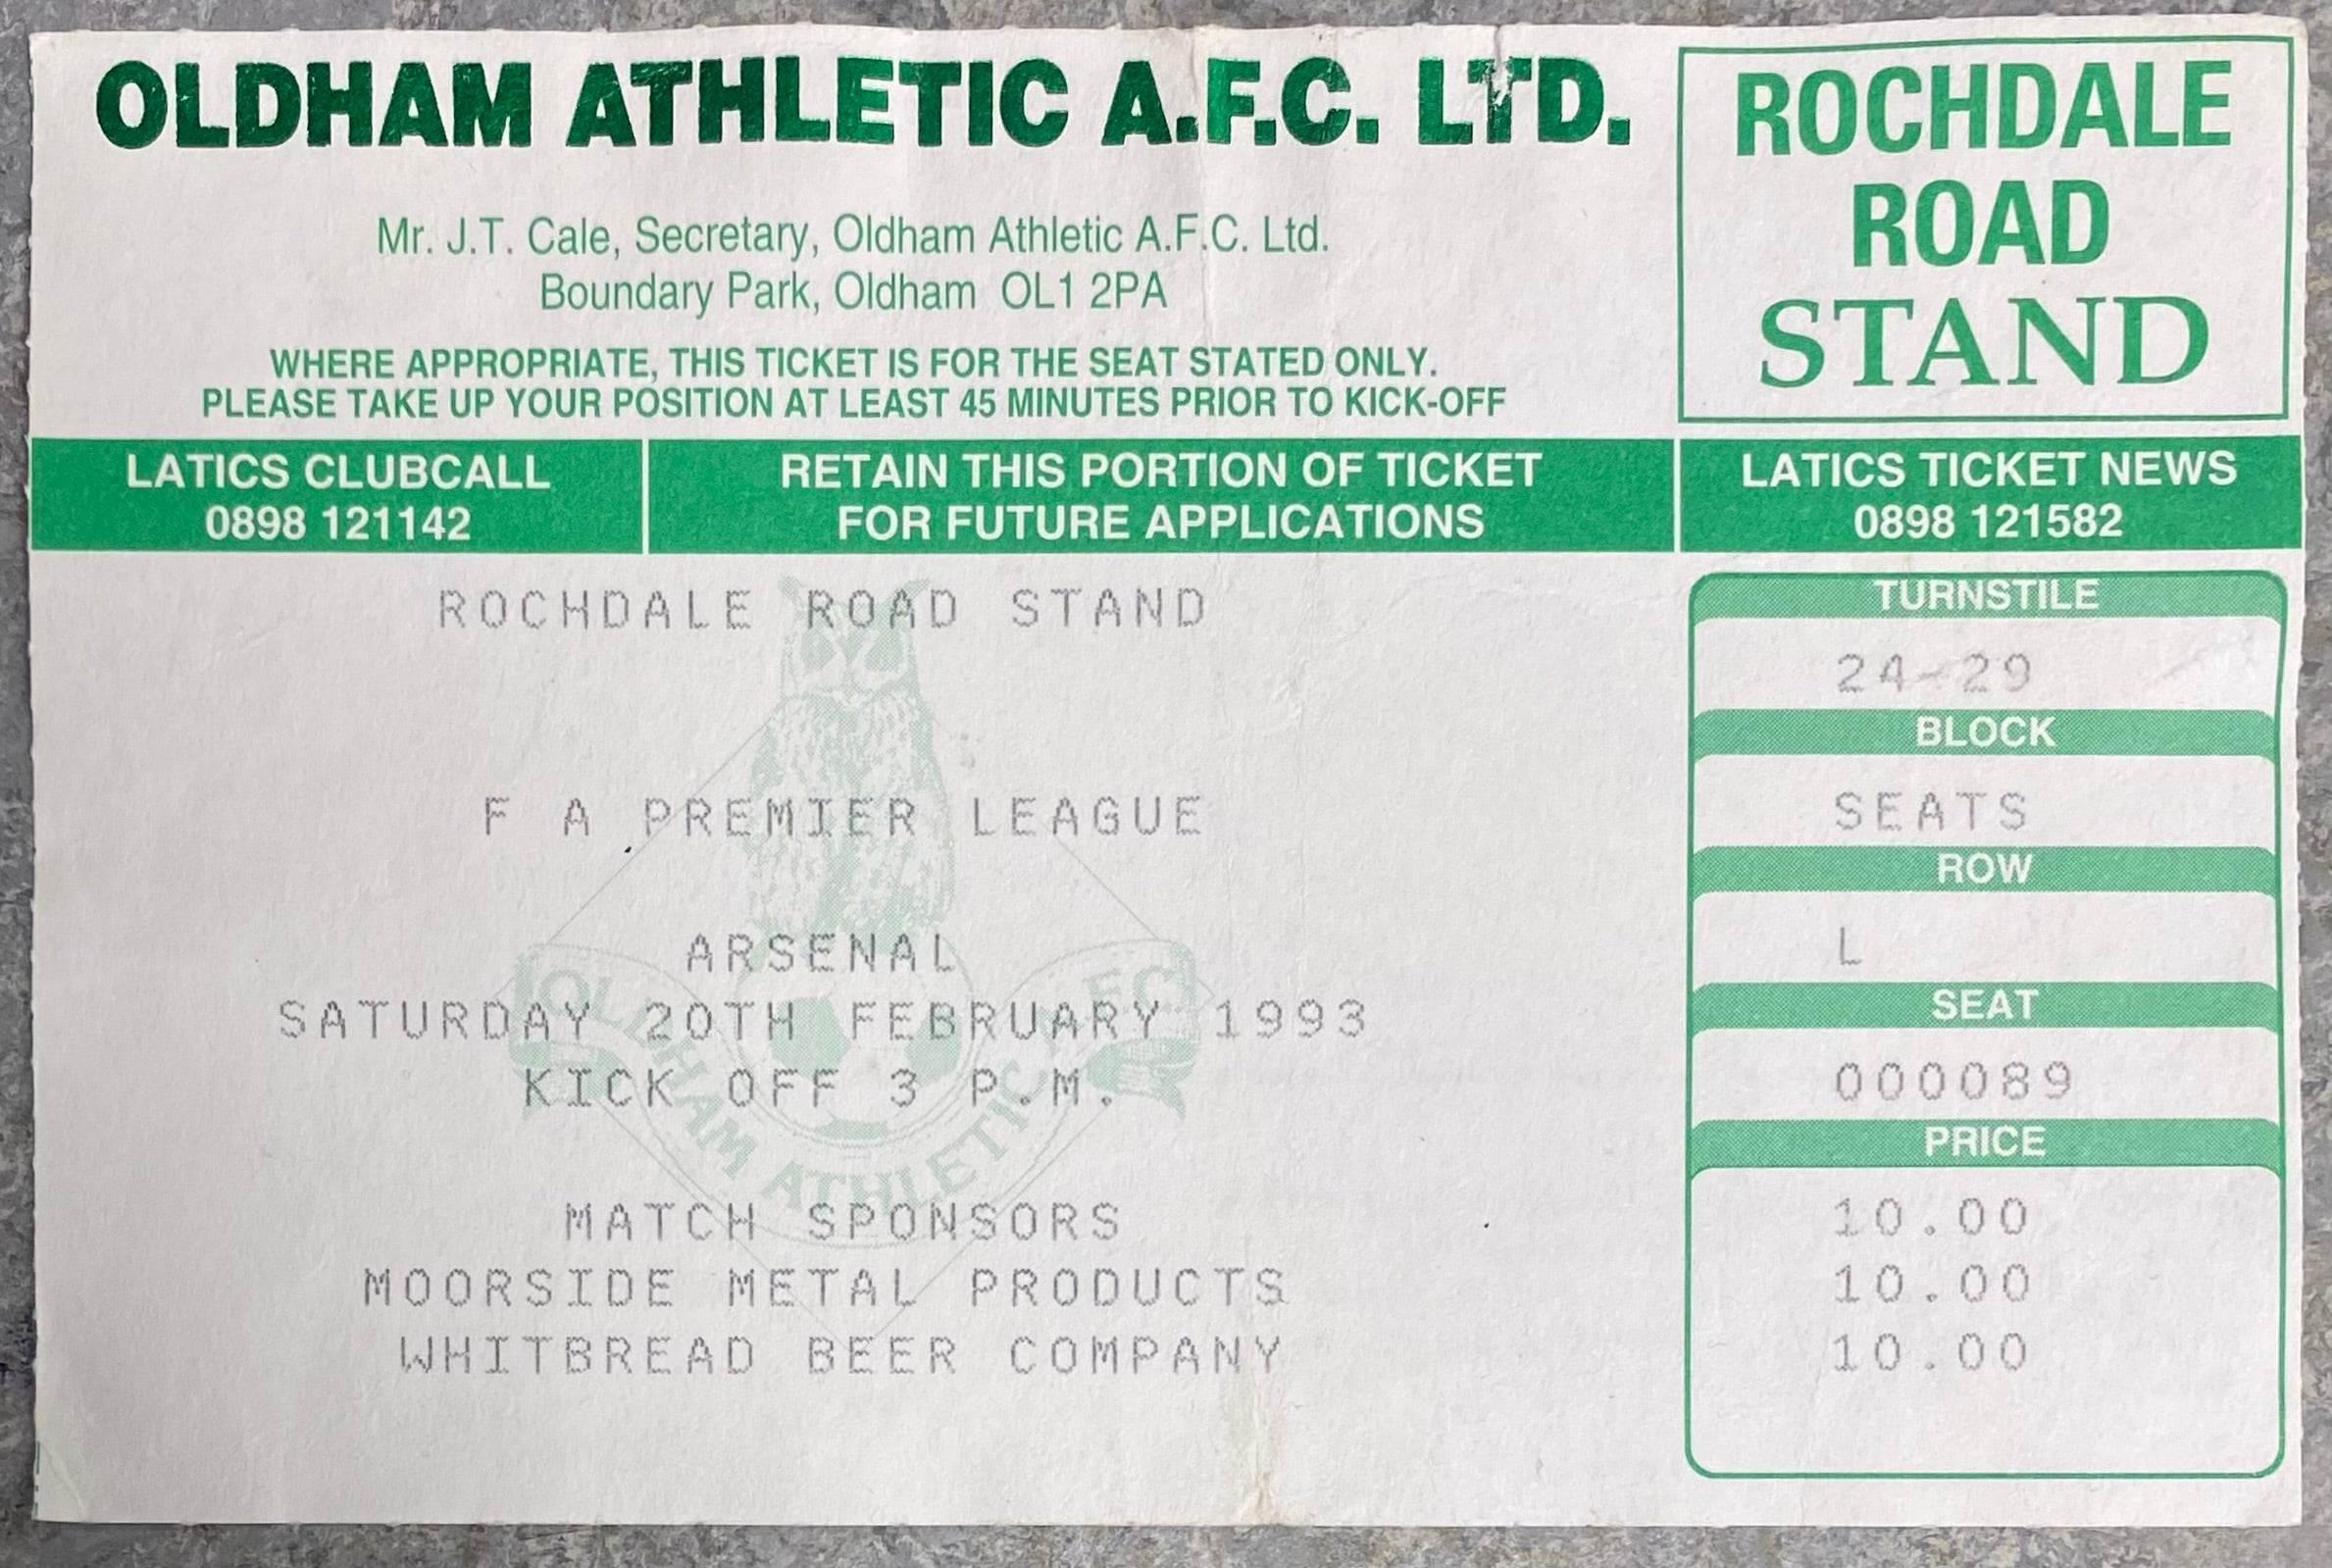 OLDHAM ATHLETIC A.F.C. LTD.
Mr. J.T. Cale, Secretary, Oldham Athletic A.F.C. Ltd.
Boundary Park, Oldham OL1 2PA
WHERE APPROPRIATE, THIS TICKET IS FOR THE SEAT STATED ONLY.
PLEASE TAKE UP YOUR POSITION AT LEAST 45 MINUTES PRIOR TO KICK-OFF
ROCHDALE
ROAD
STAND
LATICS CLUBCALL
0898 121142
RETAIN THIS PORTION OF TICKET
FOR FUTURE APPLICATIONS
LATICS TICKET NEWS
0898 121582
ROCHDALE ROAD STAND
F A PREMIER LEAGUE
ARSENAL
SATURDAY 20TH FEBRUARY 1993
KICK OFF 3 P.M.
MATCH SPONSORS
MOORSIDE METAL PRODUCTS
WHITBREAD BEER COMPANY
OLDHAM ATHLETIC A.F.C.
TURNSTILE
24-29
BLOCK
SEATS
ROW
L
SEAT
000089
PRICE
10.00
10.00
10.00